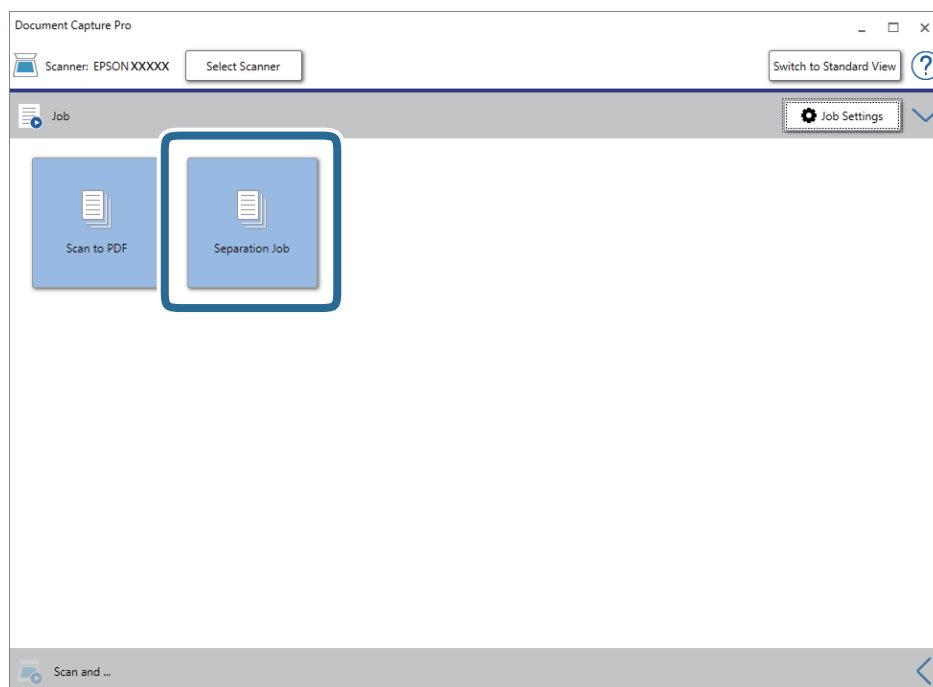 Document Capture Pro
Scanner: EPSON XXXXX Select Scanner Switch to Standard View ?
Job Job Settings
Scan to PDF Separation Job
Scan and ...